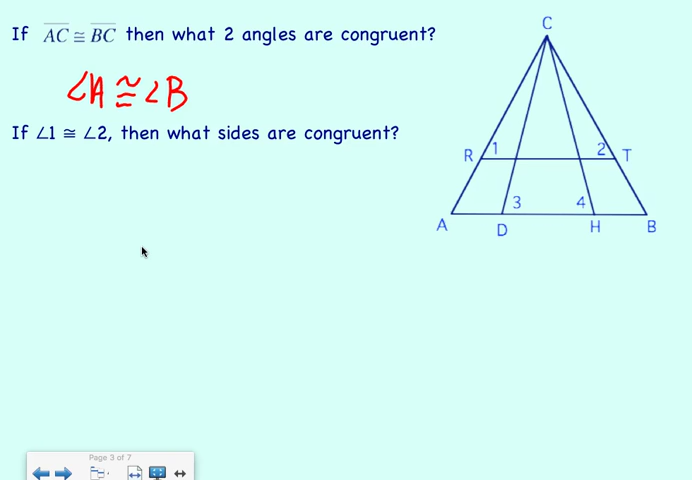 If AC ≅ BC then what 2 angles are congruent?
∠A ≅ ∠B
If ∠1 ≅ ∠2, then what sides are congruent?
C
R 1 2 T
3 4
A D H B
Page 3 of 7